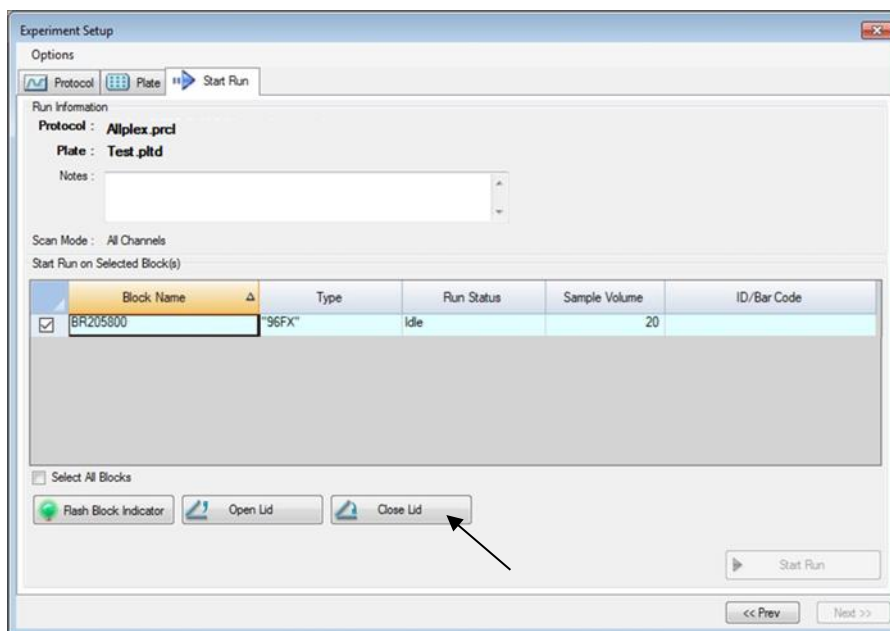 Experiment Setup
Options
Protocol Plate Start Run
Run Information
Protocol : Allplex.prcl
Plate : Test.pltd
Notes :
Scan Mode : All Channels
Start Run on Selected Block(s)
Block Name Type Run Status Sample Volume ID/Bar Code
BR205800 "96FX" Idle 20
Select All Blocks
Flash Block Indicator Open Lid Close Lid
Start Run
<< Prev Next >>